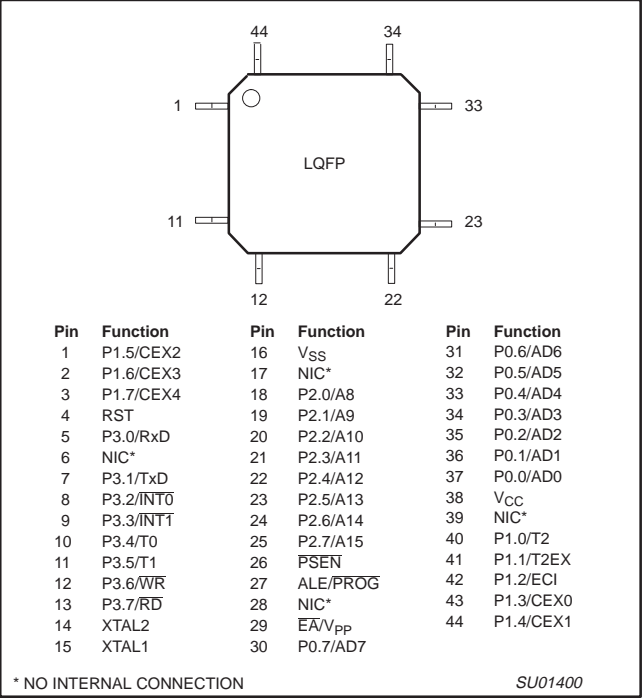 44 34
1 33
LQFP
11 23
12 22
Pin Function Pin Function Pin Function
1 P1.5/CEX2 16 VSS 31 P0.6/AD6
2 P1.6/CEX3 17 NIC* 32 P0.5/AD5
3 P1.7/CEX4 18 P2.0/A8 33 P0.4/AD4
4 RST 19 P2.1/A9 34 P0.3/AD3
5 P3.0/RxD 20 P2.2/A10 35 P0.2/AD2
6 NIC* 21 P2.3/A11 36 P0.1/AD1
7 P3.1/TxD 22 P2.4/A12 37 P0.0/AD0
8 P3.2/I̅N̅T̅0̅ 23 P2.5/A13 38 VCC
9 P3.3/I̅N̅T̅1̅ 24 P2.6/A14 39 NIC*
10 P3.4/T0 25 P2.7/A15 40 P1.0/T2
11 P3.5/T1 26 P̅S̅E̅N̅ 41 P1.1/T2EX
12 P3.6/W̅R̅ 27 ALE/P̅R̅O̅G̅ 42 P1.2/ECI
13 P3.7/R̅D̅ 28 NIC* 43 P1.3/CEX0
14 XTAL2 29 E̅A̅/VPP 44 P1.4/CEX1
15 XTAL1 30 P0.7/AD7
* NO INTERNAL CONNECTION SU01400